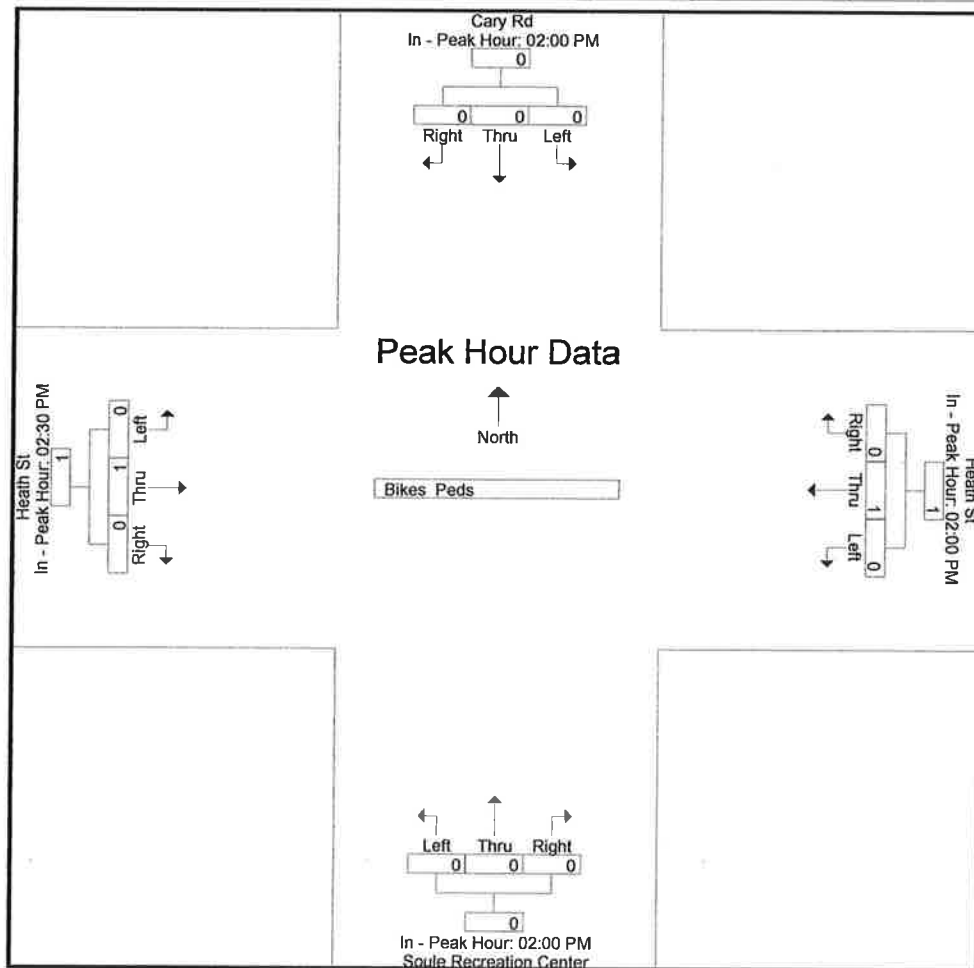 Cary Rd
In - Peak Hour: 02:00 PM
0
0 0 0
Right Thru Left
Peak Hour Data
North
Bikes Peds
Heath St
In - Peak Hour: 02:30 PM
1
0 1 0
Left Thru Right
Heath St
In - Peak Hour: 02:00 PM
1
0 1 0
Right Thru Left
Left Thru Right
0 0 0
0
In - Peak Hour: 02:00 PM
Soule Recreation Center